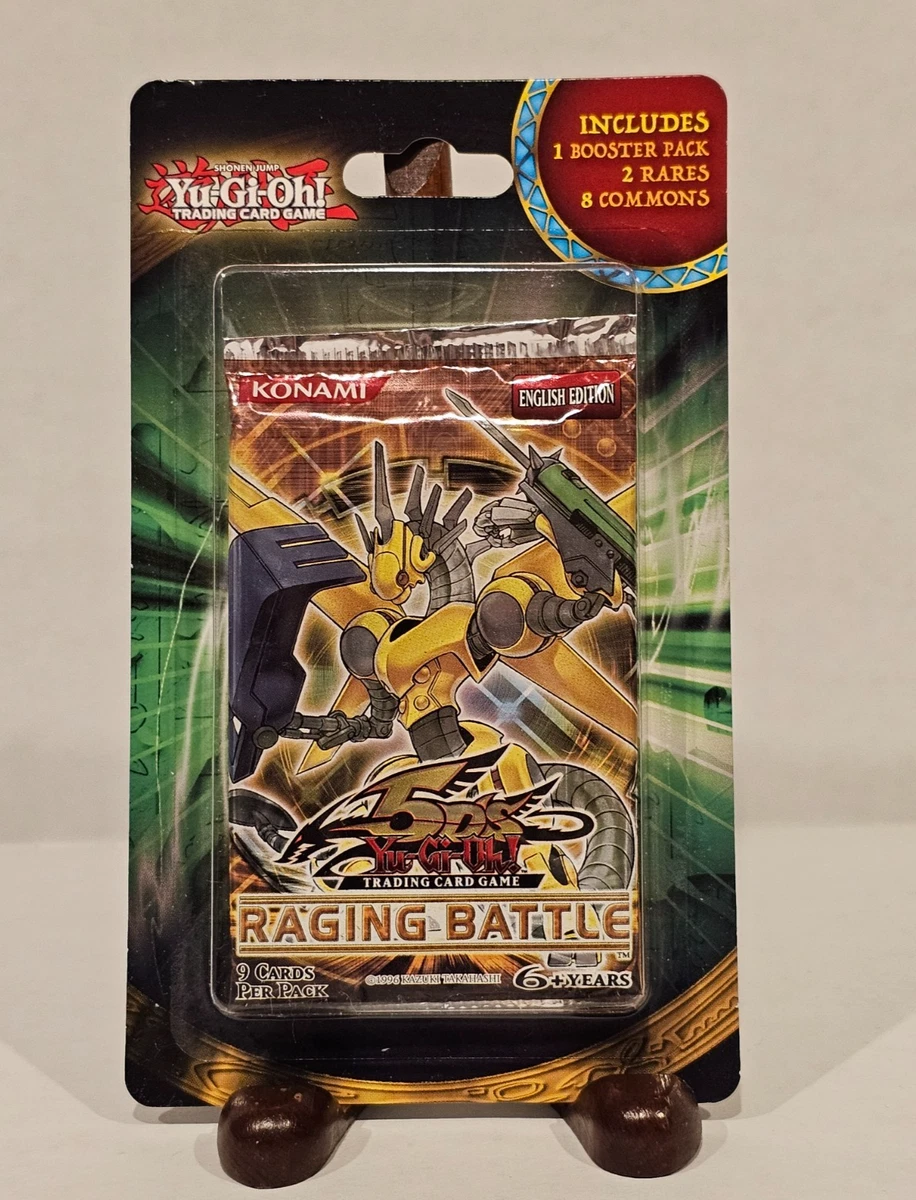 INCLUDES
1 BOOSTER PACK
2 RARES
8 COMMONS
SHONEN JUMP
Yu-Gi-Oh!
TRADING CARD GAME
KONAMI
ENGLISH EDITION
5D's
Yu-Gi-Oh!
TRADING CARD GAME
RAGING BATTLE
TM
9 CARDS
PER PACK
©1996 KAZUKI TAKAHASHI
6+YEARS